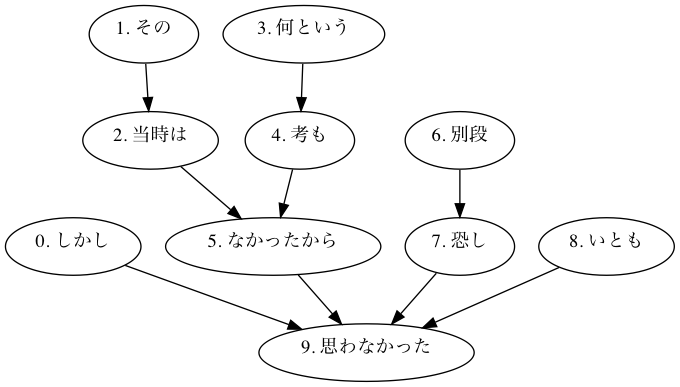 1. その
3. 何という
2. 当時は
4. 考も
6. 別段
0. しかし
5. なかったから
7. 恐し
8. いとも
9. 思わなかった